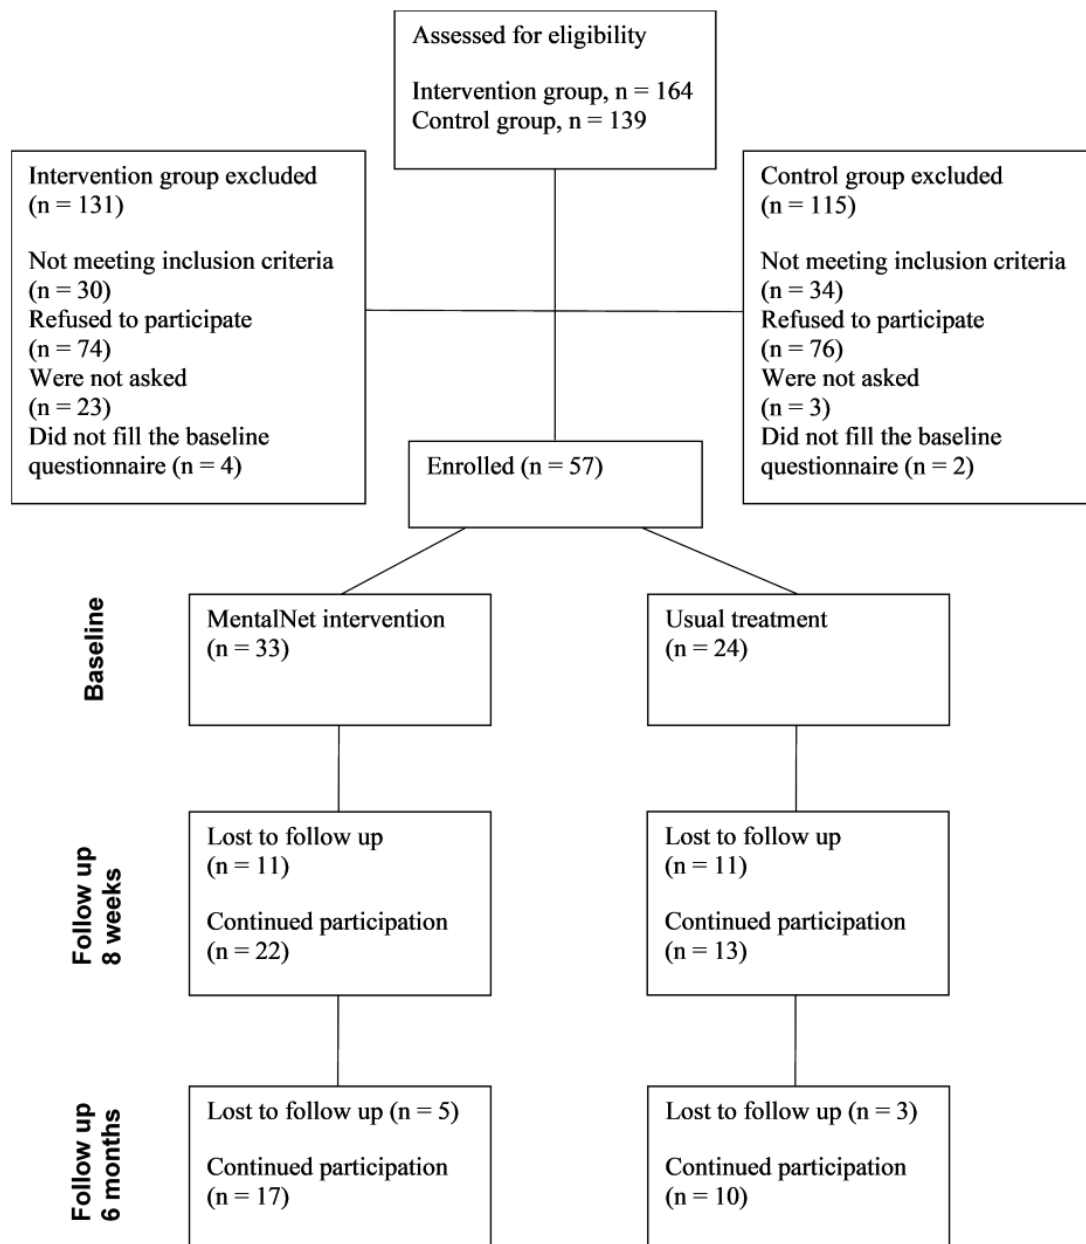 Assessed for eligibility
Intervention group, n = 164
Control group, n = 139
Intervention group excluded
(n = 131)
Not meeting inclusion criteria
(n = 30)
Refused to participate
(n = 74)
Were not asked
(n = 23)
Did not fill the baseline
questionnaire (n = 4)
Control group excluded
(n = 115)
Not meeting inclusion criteria
(n = 34)
Refused to participate
(n = 76)
Were not asked
(n = 3)
Did not fill the baseline
questionnaire (n = 2)
Enrolled (n = 57)
Baseline
MentalNet intervention
(n = 33)
Usual treatment
(n = 24)
Follow up
8 weeks
Lost to follow up
(n = 11)
Continued participation
(n = 22)
Lost to follow up
(n = 11)
Continued participation
(n = 13)
Follow up
6 months
Lost to follow up (n = 5)
Continued participation
(n = 17)
Lost to follow up (n = 3)
Continued participation
(n = 10)